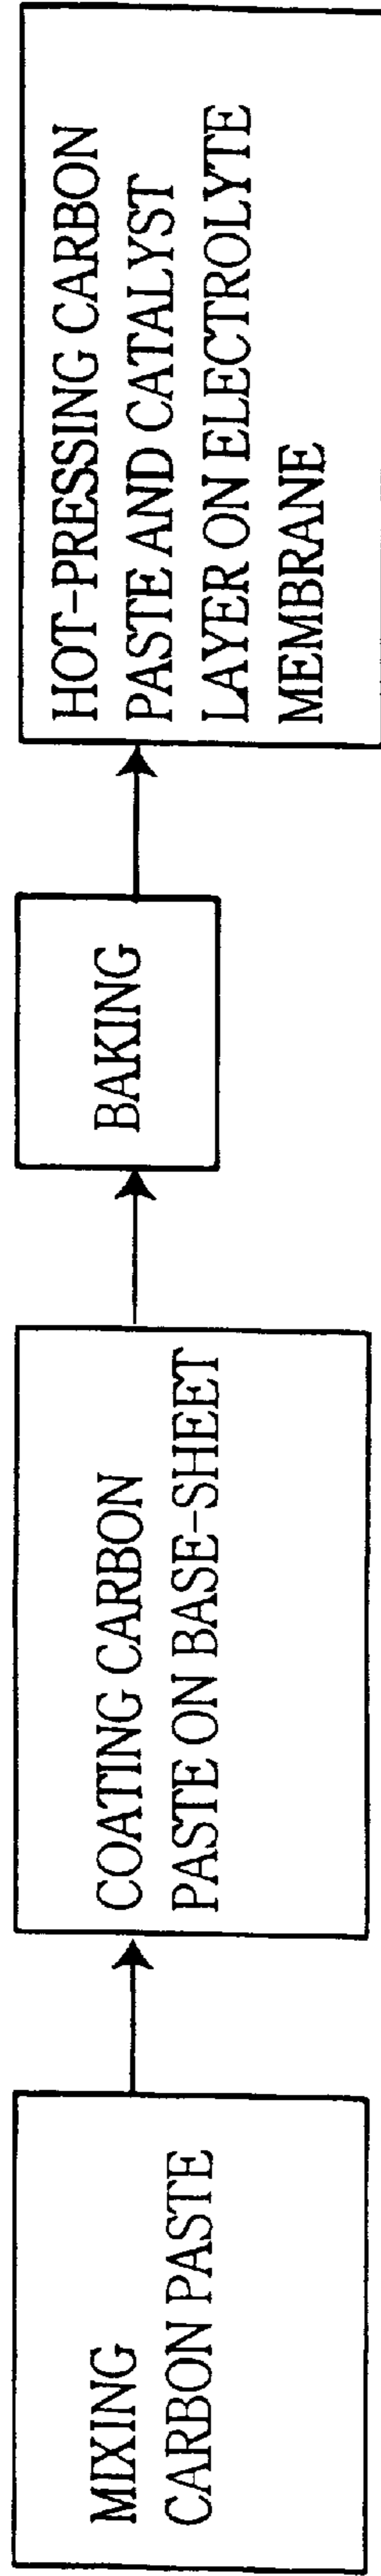 MIXING
CARBON PASTE
COATING CARBON
PASTE ON BASE-SHEET
BAKING
HOT-PRESSING CARBON
PASTE AND CATALYST
LAYER ON ELECTROLYTE
MEMBRANE